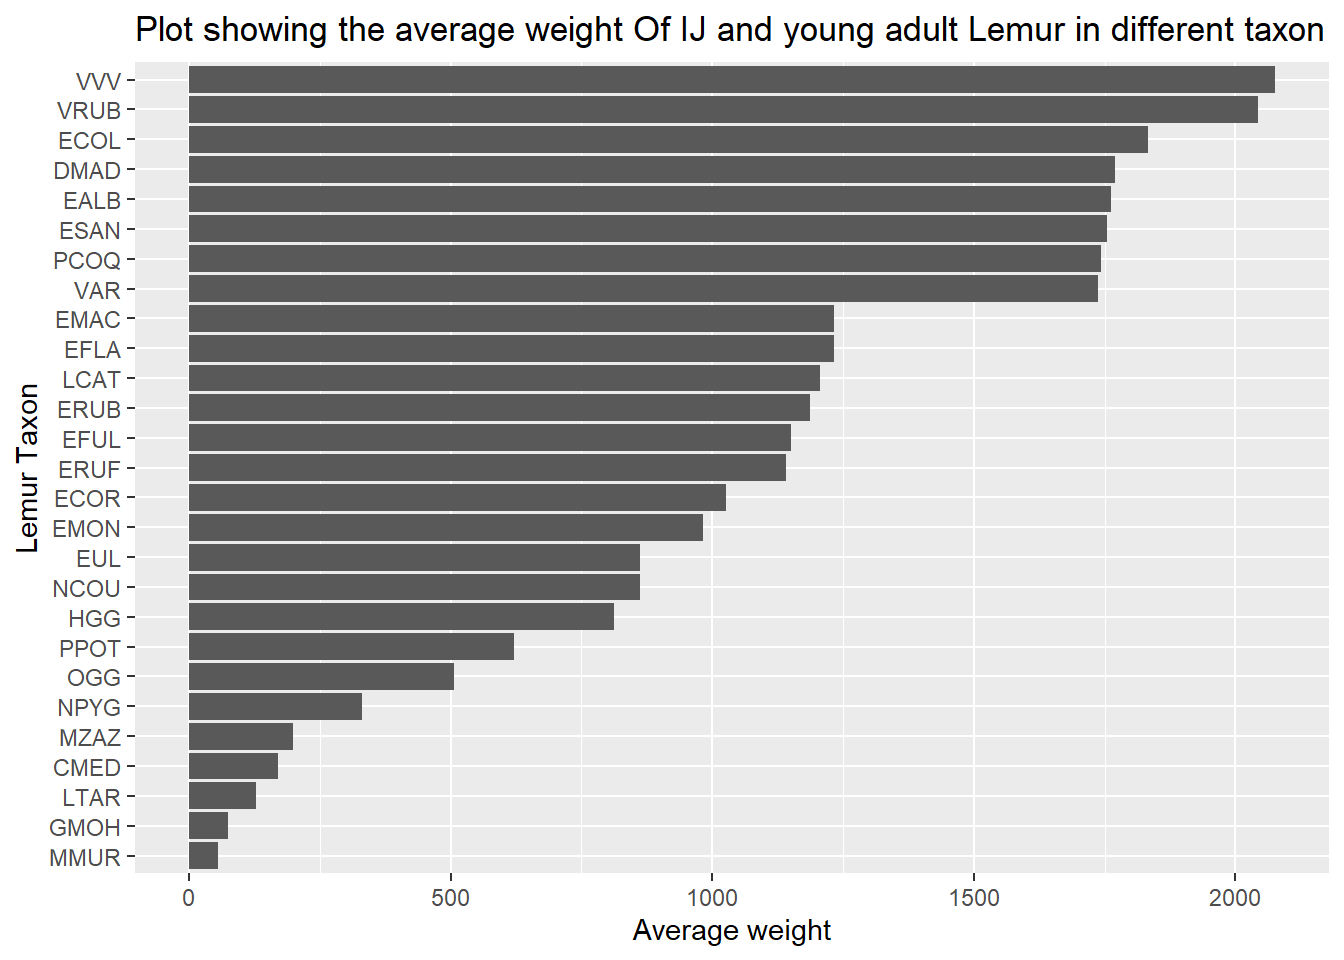 Plot showing the average weight Of IJ and young adult Lemur in different taxon
VVV
VRUB
ECOL
DMAD
EALB
ESAN
PCOQ
VAR
EMAC
EFLA
LCAT
ERUB
EFUL
ERUF
ECOR
EMON
EUL
NCOU
HGG
PPOT
OGG
NPYG
MZAZ
CMED
LTAR
GMOH
MMUR
Lemur Taxon
0 500 1000 1500 2000
Average weight